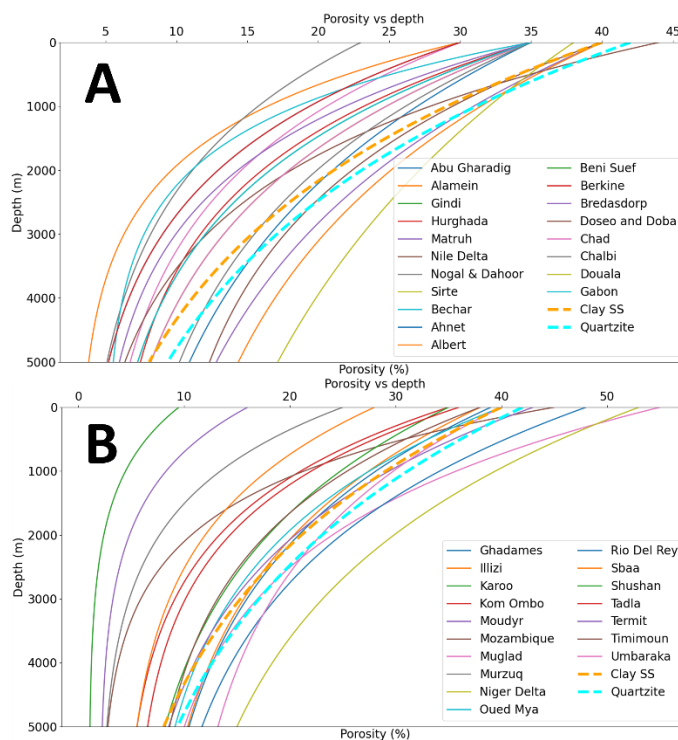 Porosity vs depth
5 10 15 20 25 30 35 40 45
0
A
1000
2000
3000
4000
5000
Depth (m)
Abu Gharadig
Alamein
Gindi
Hurghada
Matruh
Nile Delta
Nogal & Dahoor
Sirte
Bechar
Ahnet
Albert
Beni Suef
Berkine
Bredasdorp
Doseo and Doba
Chad
Chalbi
Douala
Gabon
Clay SS
Quartzite
Porosity (%)
Porosity vs depth
0 10 20 30 40 50
0
B
1000
2000
3000
4000
5000
Depth (m)
Ghadames
Illizi
Karoo
Kom Ombo
Moudyr
Mozambique
Muglad
Murzuq
Niger Delta
Oued Mya
Rio Del Rey
Sbaa
Shushan
Tadla
Termit
Timimoun
Umbaraka
Clay SS
Quartzite
Porosity (%)